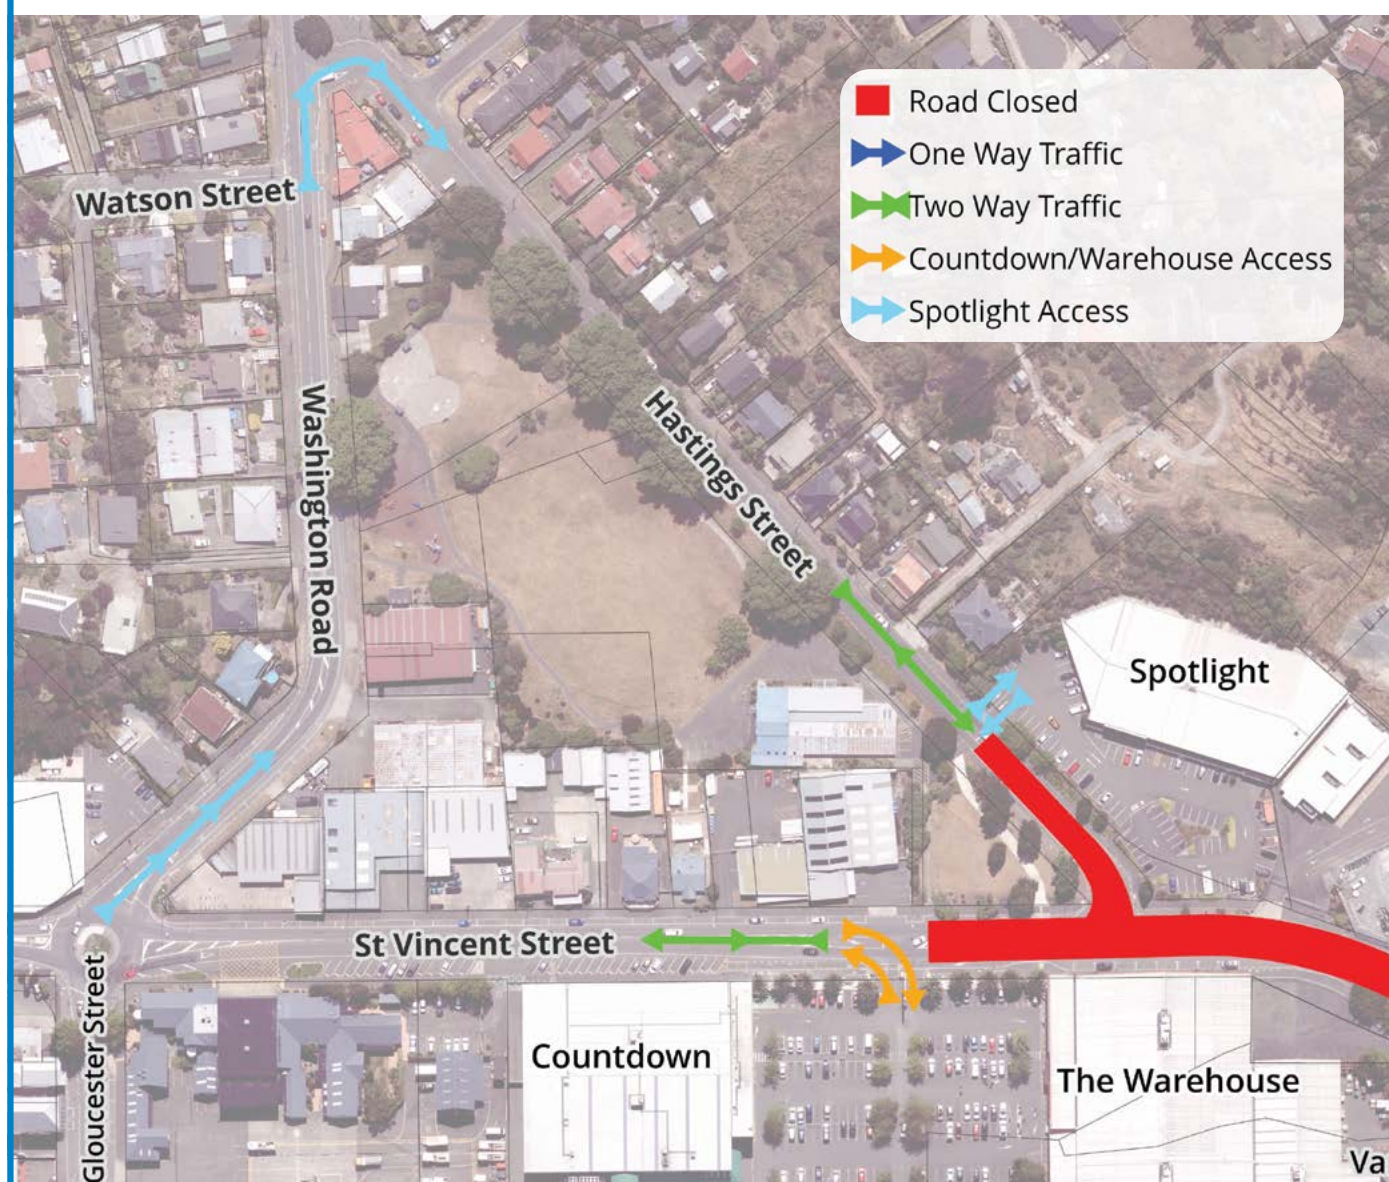 Road Closed
One Way Traffic
Two Way Traffic
Countdown/Warehouse Access
Spotlight Access
Watson Street
Washington Road
Hastings Street
Spotlight
St Vincent Street
Gloucester Street
Countdown
The Warehouse
Va